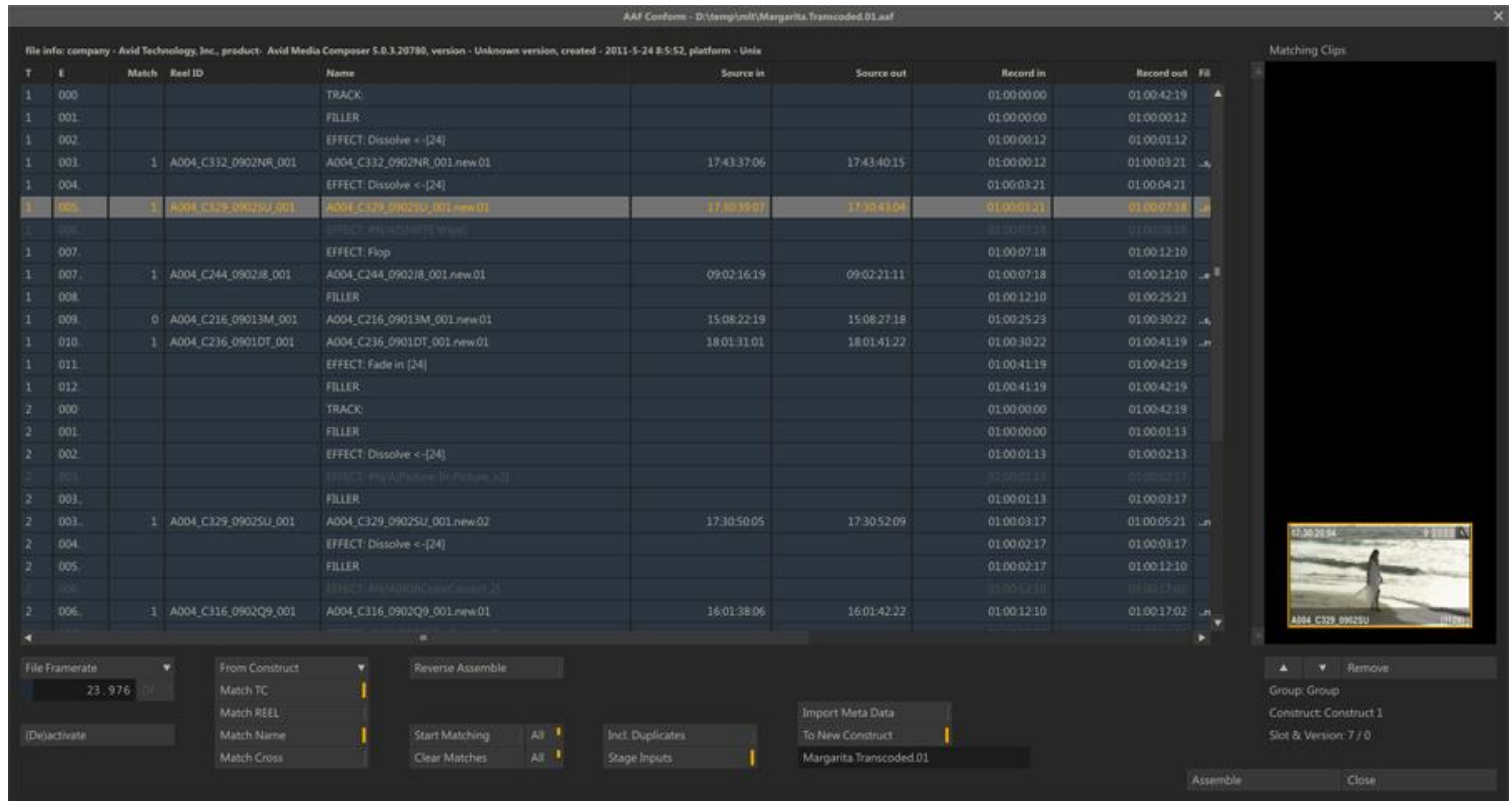 AAF Conform - D:\temp\mlt\Margarita.Transcoded.01.aaf
file info: company - Avid Technology, Inc., product- Avid Media Composer 5.0.3.20780, version - Unknown version, created - 2011-5-24 8:5:52, platform - Unix
Matching Clips
T E Match Reel ID Name Source in Source out Record in Record out Fil
1 000 TRACK: 01:00:00:00 01:00:42:19
1 001. FILLER 01:00:00:00 01:00:00:12
1 002. EFFECT: Dissolve <-[24] 01:00:00:12 01:00:01:12
1 003. 1 A004_C332_0902NR_001 A004_C332_0902NR_001.new.01 17:43:37:06 17:43:40:15 01:00:00:12 01:00:03:21
1 004. EFFECT: Dissolve <-[24] 01:00:03:21 01:00:04:21
1 005. 1 A004_C329_0902SU_001 A004_C329_0902SU_001.new.01 17:30:39:07 17:30:43:04 01:00:03:21 01:00:07:18
1 007. EFFECT: Flop 01:00:07:18 01:00:12:10
1 007.. 1 A004_C244_0902J8_001 A004_C244_0902J8_001.new.01 09:02:16:19 09:02:21:11 01:00:07:18 01:00:12:10
1 008. FILLER 01:00:12:10 01:00:25:23
1 009. 0 A004_C216_09013M_001 A004_C216_09013M_001.new.01 15:08:22:19 15:08:27:18 01:00:25:23 01:00:30:22
1 010. 1 A004_C236_0901DT_001 A004_C236_0901DT_001.new.01 18:01:31:01 18:01:41:22 01:00:30:22 01:00:41:19
1 011. EFFECT: Fade in [24] 01:00:41:19 01:00:42:19
1 012. FILLER 01:00:41:19 01:00:42:19
2 000 TRACK: 01:00:00:00 01:00:42:19
2 001. FILLER 01:00:00:00 01:00:01:13
2 002. EFFECT: Dissolve <-[24] 01:00:01:13 01:00:02:13
2 003.. FILLER 01:00:01:13 01:00:03:17
2 003.. 1 A004_C329_0902SU_001 A004_C329_0902SU_001.new.02 17:30:50:05 17:30:52:09 01:00:03:17 01:00:05:21
2 004. EFFECT: Dissolve <-[24] 01:00:02:17 01:00:03:17
2 005. FILLER 01:00:02:17 01:00:12:10
2 006.. 1 A004_C316_0902Q9_001 A004_C316_0902Q9_001.new.01 16:01:38:06 16:01:42:22 01:00:12:10 01:00:17:02
17:30:20:04
A004_C329_0902SU
File Framerate
23.976 DF
(De)activate
From Construct
Match TC
Match REEL
Match Name
Match Cross
Reverse Assemble
Start Matching All
Clear Matches All
Incl. Duplicates
Stage Inputs
Import Meta Data
To New Construct
Margarita.Transcoded.01
Remove
Group: Group
Construct: Construct 1
Slot & Version: 7 / 0
Assemble Close